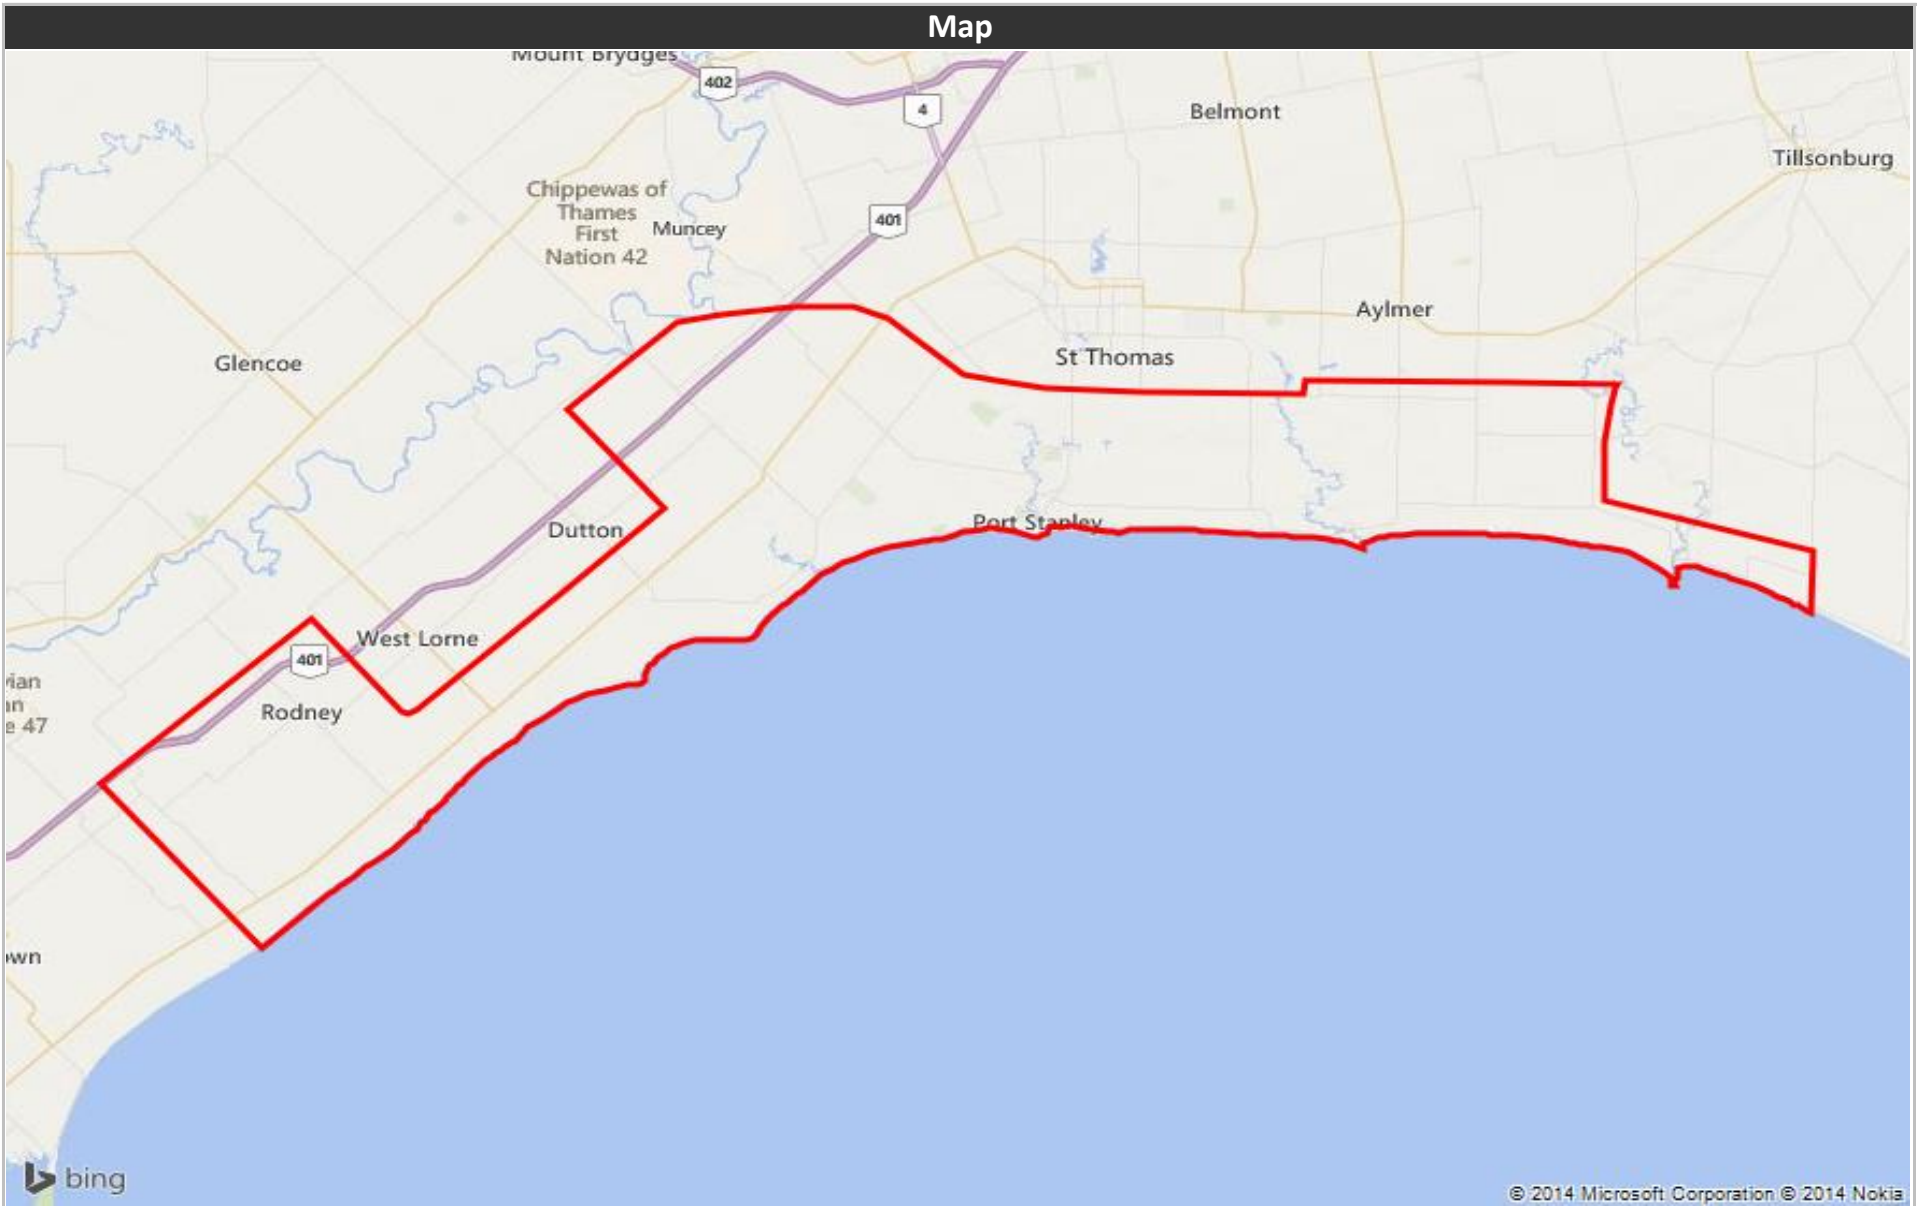 Map
Mount Brydges
402
4
Belmont
Tillsonburg
Chippewas of
Thames
First
Nation 42
Muncey
401
Aylmer
Glencoe
St Thomas
Port Stanley
Dutton
West Lorne
401
Rodney
e 47
bing
© 2014 Microsoft Corporation © 2014 Nokia